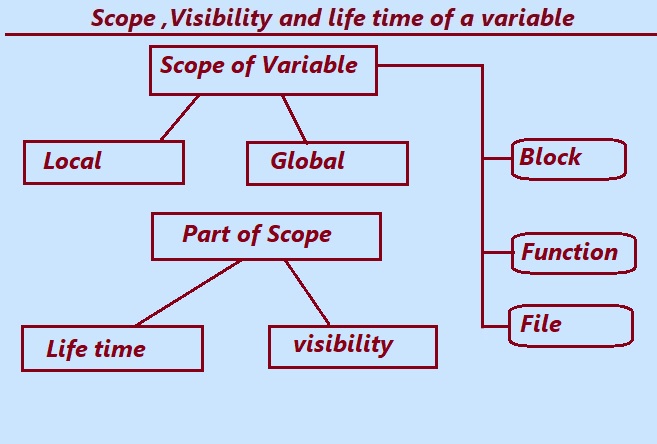 Scope ,Visibility and life time of a variable
Scope of Variable
Local
Global
Block
Part of Scope
Function
File
Life time
visibility